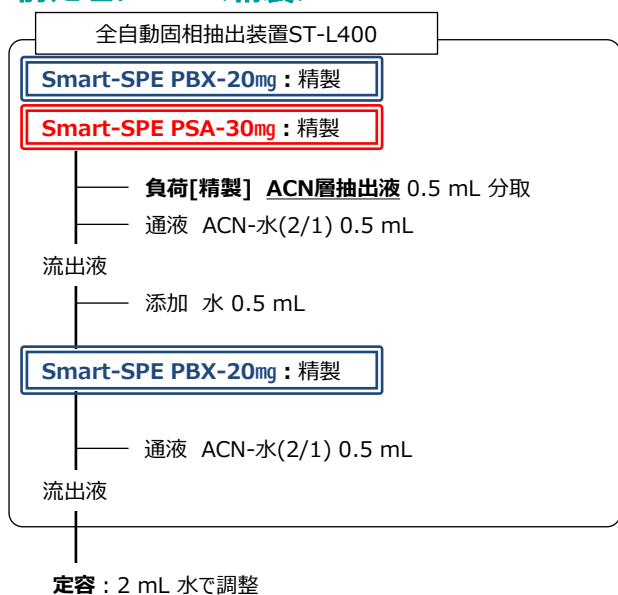 全自動固相抽出装置ST-L400
Smart-SPE PBX-20㎎：精製
Smart-SPE PSA-30㎎：精製
負荷[精製] ACN層抽出液 0.5 mL 分取
通液 ACN-水(2/1) 0.5 mL
流出液
添加 水 0.5 mL
Smart-SPE PBX-20㎎：精製
通液 ACN-水(2/1) 0.5 mL
流出液
定容：2 mL 水で調整